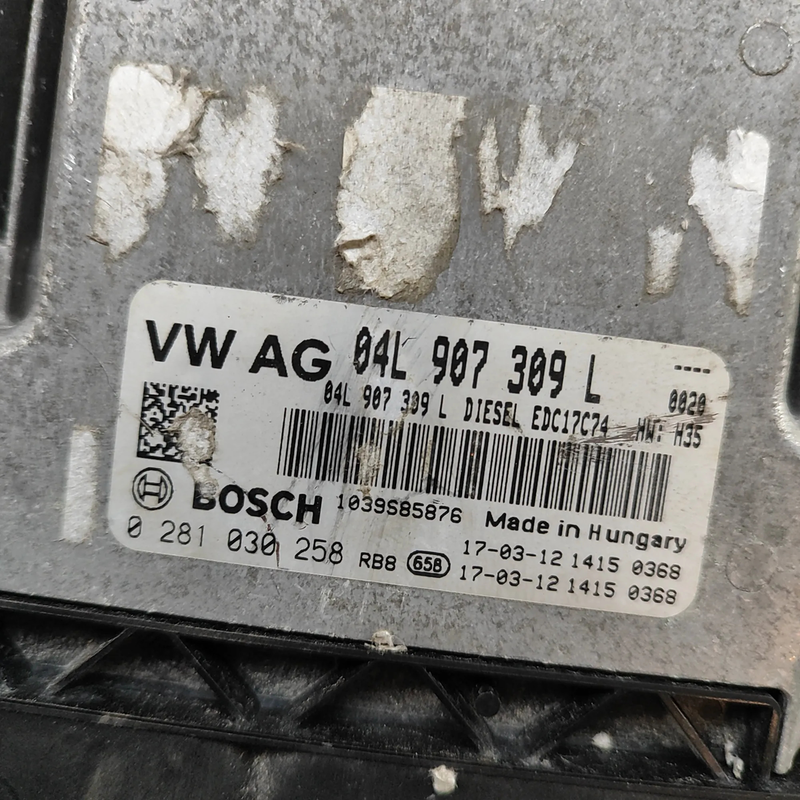 VW AG 04L 907 309 L ----
04L 907 309 L DIESEL EDC17C74 0020
HW: H35
BOSCH 1039S85876 Made in Hungary
0 281 030 258 RB8 658 17-03-12 1415 0368
17-03-12 1415 0368